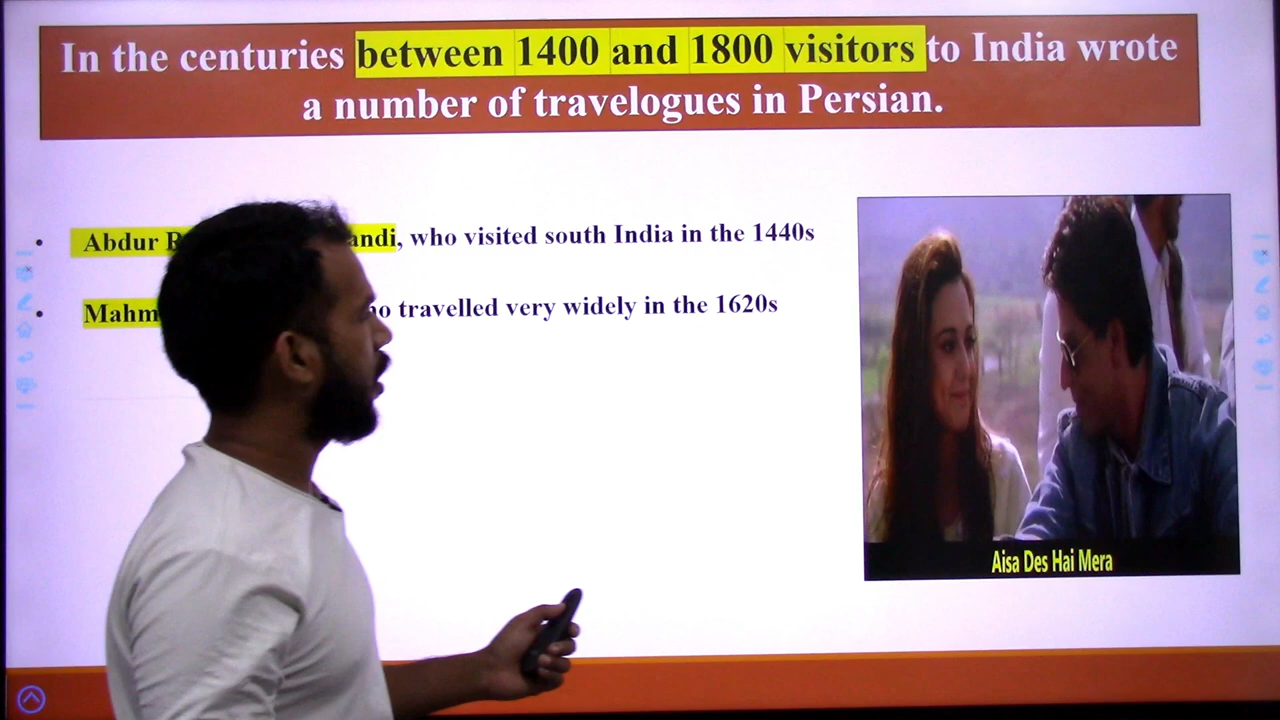 In the centuries between 1400 and 1800 visitors to India wrote
a number of travelogues in Persian.
• Abdur andi, who visited south India in the 1440s
• travelled very widely in the 1620s
Aisa Des Hai Mera